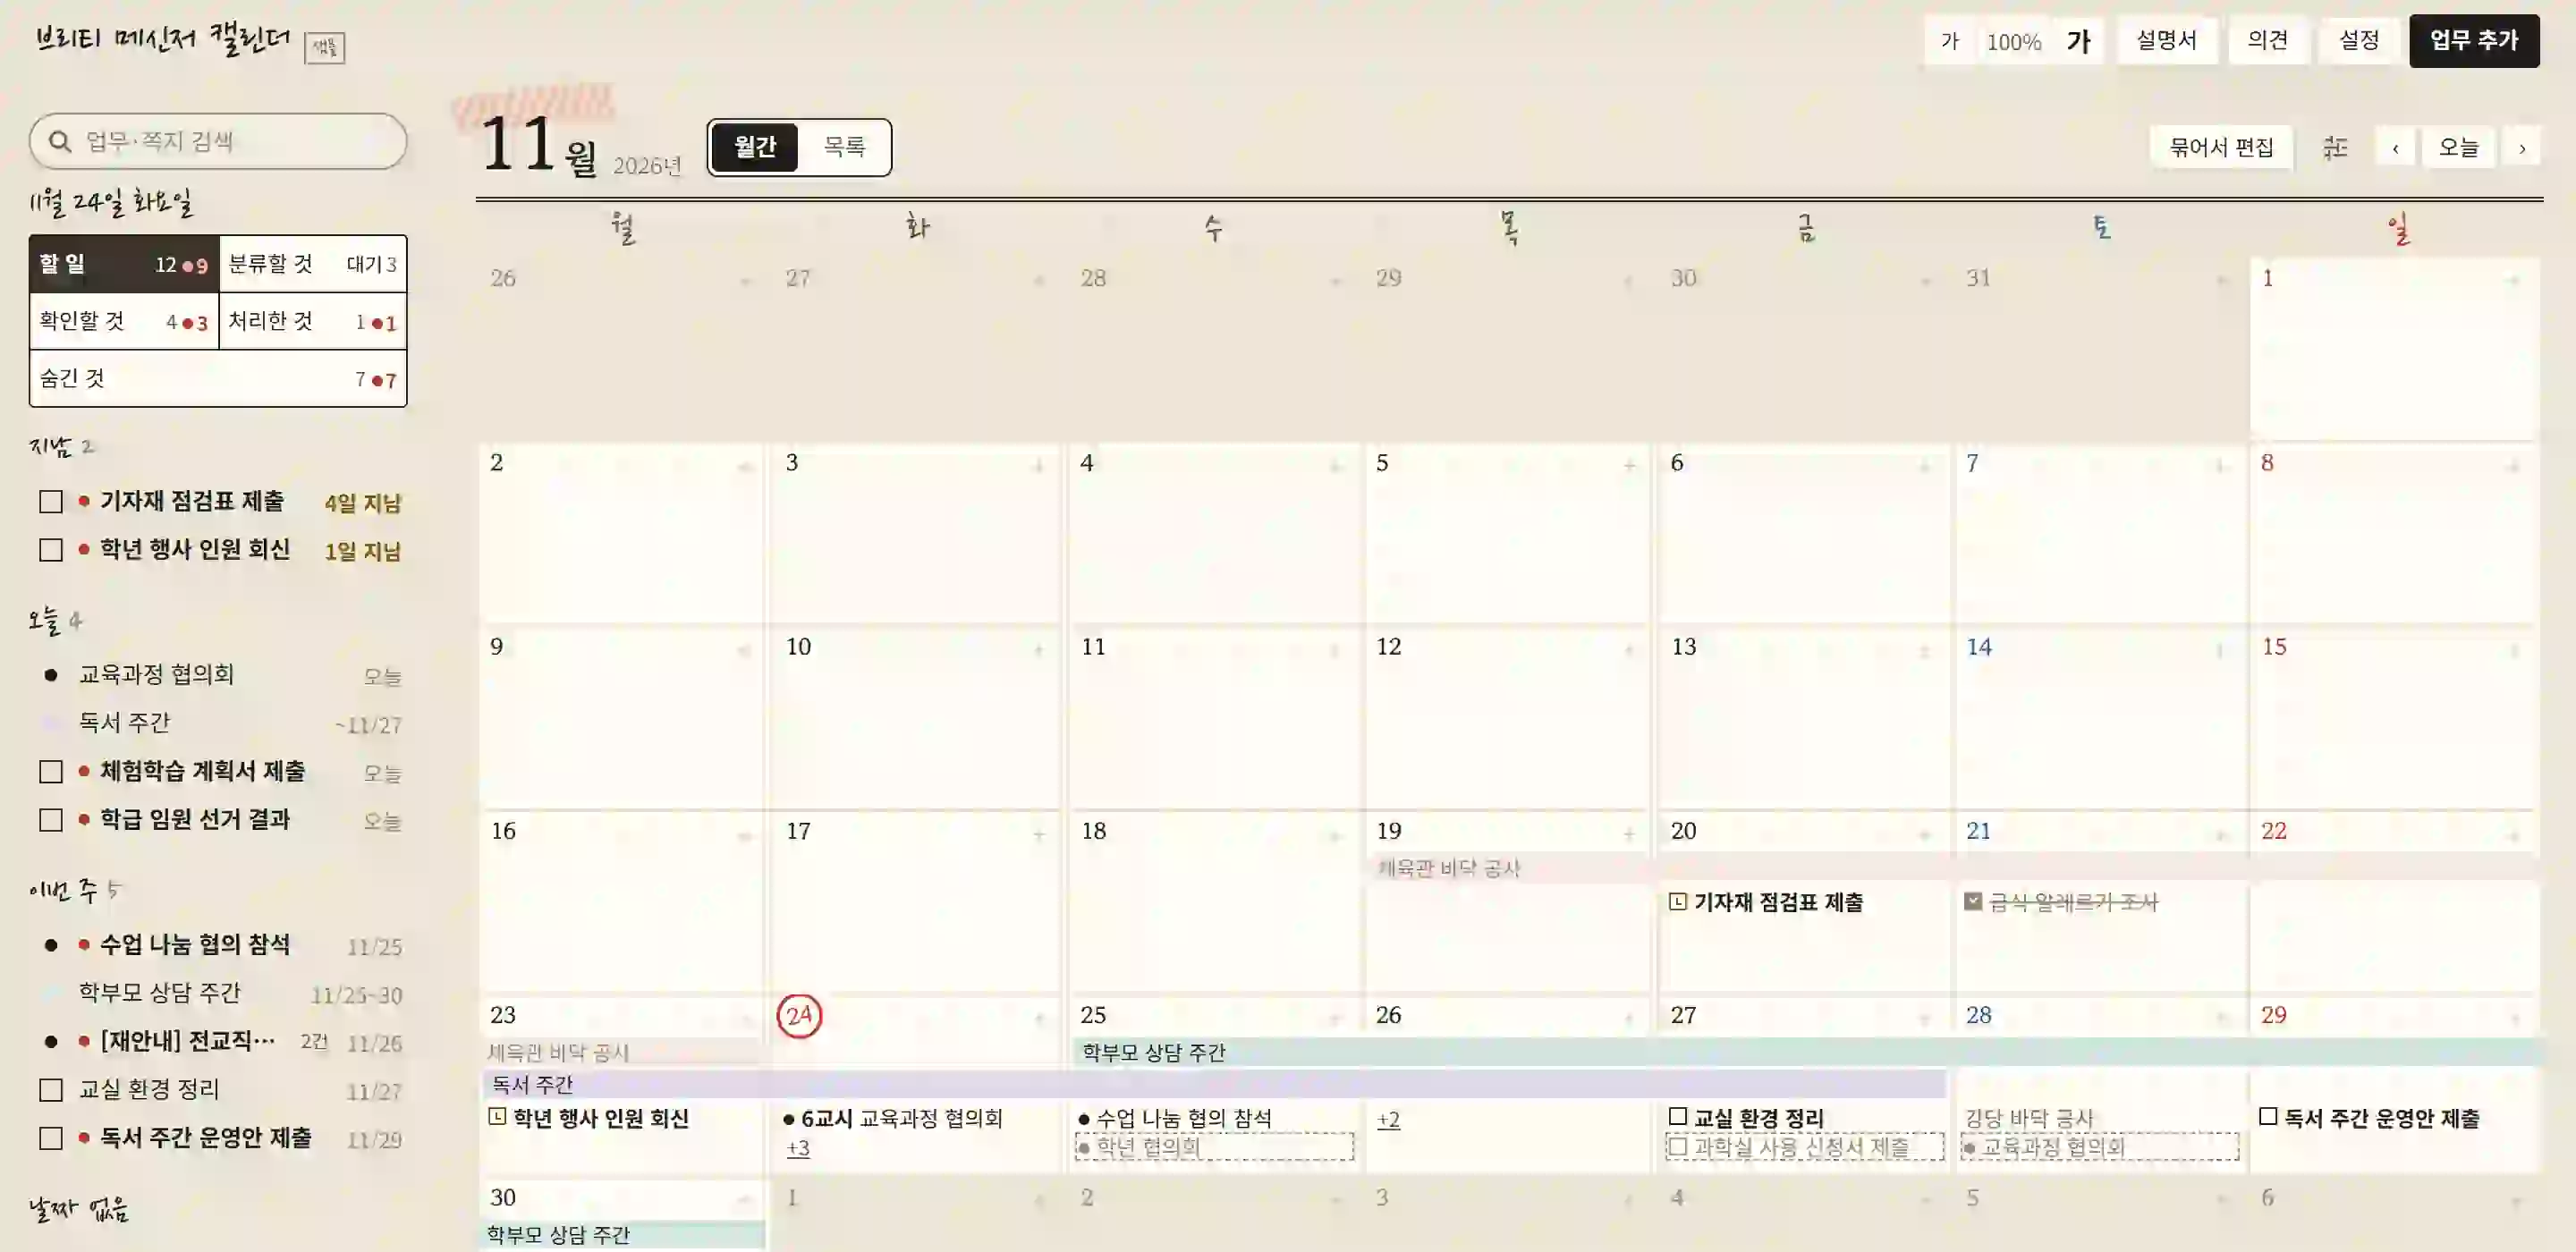 브리티 메신저 캘린더 샘플
가 100% 가 설명서 의견 설정 업무 추가
업무·쪽지 검색
11월 24일 화요일
할 일 12 ●9 분류할 것 대기 3
확인할 것 4 ●3 처리한 것 1 ●1
숨긴 것 7 ●7
지남 2
기자재 점검표 제출 4일 지남
학년 행사 인원 회신 1일 지남
오늘 4
교육과정 협의회 오늘
독서 주간 ~11/27
체험학습 계획서 제출 오늘
학급 임원 선거 결과 오늘
이번 주 5
수업 나눔 협의 참석 11/25
학부모 상담 주간 11/25~30
[재안내] 전교직… 2건 11/26
교실 환경 정리 11/27
독서 주간 운영안 제출 11/29
날짜 없음
11월 2026년 월간 목록
묶어서 편집 ‹ 오늘 ›
월 화 수 목 금 토 일
26 27 28 29 30 31 1
2 3 4 5 6 7 8
9 10 11 12 13 14 15
16 17 18 19 20 21 22
체육관 바닥 공사
기자재 점검표 제출 급식 알레르기 조사
23 24 25 26 27 28 29
체육관 바닥 공사 학부모 상담 주간
독서 주간
학년 행사 인원 회신 ● 6교시 교육과정 협의회 ● 수업 나눔 협의 참석 +2 교실 환경 정리 강당 바닥 공사 독서 주간 운영안 제출
+3 ● 학년 협의회 과학실 사용 신청서 제출 ● 교육과정 협의회
30 1 2 3 4 5 6
학부모 상담 주간